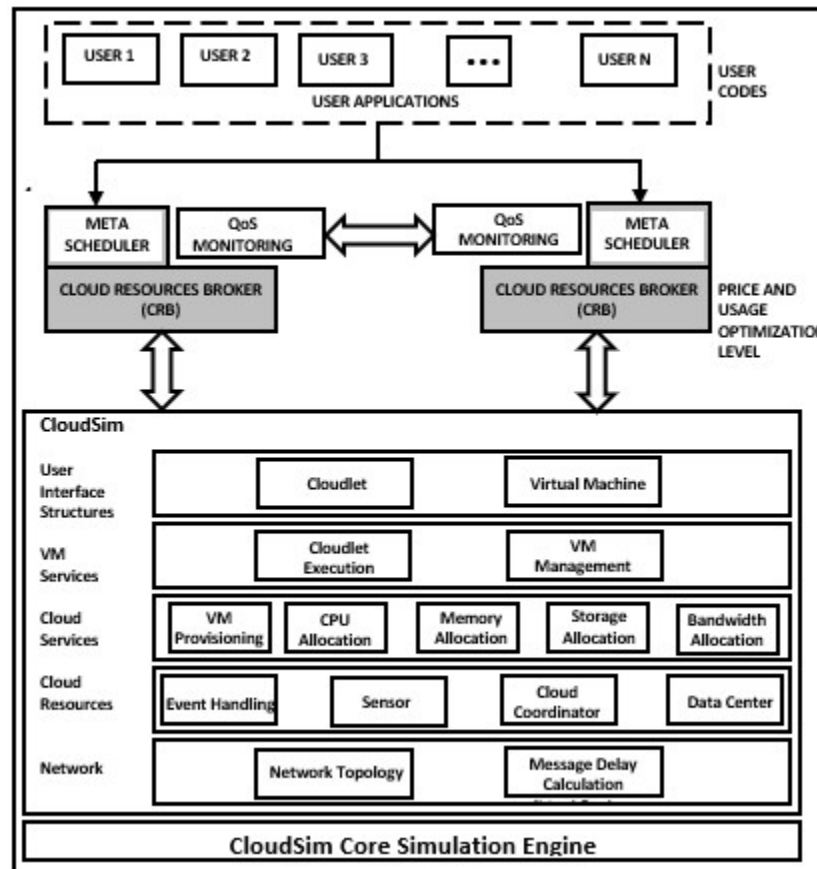 USER 1
USER 2
USER 3
...
USER N
USER APPLICATIONS
USER
CODES
META
SCHEDULER
QoS
MONITORING
QoS
MONITORING
META
SCHEDULER
CLOUD RESOURCES BROKER
(CRB)
CLOUD RESOURCES BROKER
(CRB)
PRICE AND
USAGE
OPTIMIZATION
LEVEL
CloudSim
User
Interface
Structures
Cloudlet
Virtual Machine
VM
Services
Cloudlet
Execution
VM
Management
Cloud
Services
VM
Provisioning
CPU
Allocation
Memory
Allocation
Storage
Allocation
Bandwidth
Allocation
Cloud
Resources
Event Handling
Sensor
Cloud
Coordinator
Data Center
Network
Network Topology
Message Delay
Calculation
CloudSim Core Simulation Engine